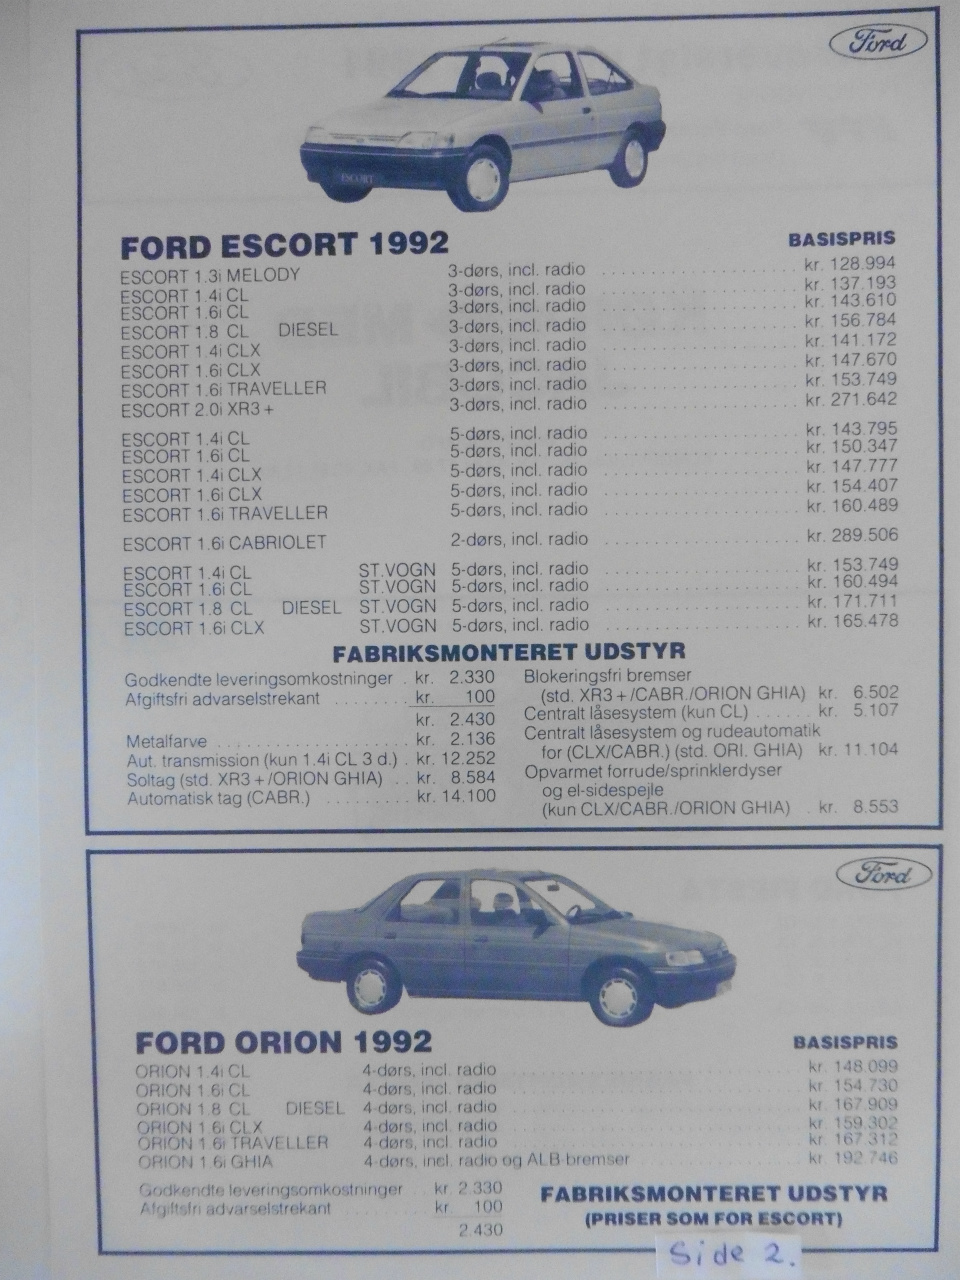 Ford
ESCORT
FORD ESCORT 1992 BASISPRIS
ESCORT 1.3i MELODY 3-dørs, incl. radio kr. 128.994
ESCORT 1.4i CL 3-dørs, incl. radio kr. 137.193
ESCORT 1.6i CL 3-dørs, incl. radio kr. 143.610
ESCORT 1.8 CL DIESEL 3-dørs, incl. radio kr. 156.784
ESCORT 1.4i CLX 3-dørs, incl. radio kr. 141.172
ESCORT 1.6i CLX 3-dørs, incl. radio kr. 147.670
ESCORT 1.6i TRAVELLER 3-dørs, incl. radio kr. 153.749
ESCORT 2.0i XR3+ 3-dørs, incl. radio kr. 271.642
ESCORT 1.4i CL 5-dørs, incl. radio kr. 143.795
ESCORT 1.6i CL 5-dørs, incl. radio kr. 150.347
ESCORT 1.4i CLX 5-dørs, incl. radio kr. 147.777
ESCORT 1.6i CLX 5-dørs, incl. radio kr. 154.407
ESCORT 1.6i TRAVELLER 5-dørs, incl. radio kr. 160.489
ESCORT 1.6i CABRIOLET 2-dørs, incl. radio kr. 289.506
ESCORT 1.4i CL ST.VOGN 5-dørs, incl. radio kr. 153.749
ESCORT 1.6i CL ST.VOGN 5-dørs, incl. radio kr. 160.494
ESCORT 1.8 CL DIESEL ST.VOGN 5-dørs, incl. radio kr. 171.711
ESCORT 1.6i CLX ST.VOGN 5-dørs, incl. radio kr. 165.478
FABRIKSMONTERET UDSTYR
Godkendte leveringsomkostninger . kr. 2.330
Afgiftsfri advarselstrekant ........ kr. 100
kr. 2.430
Metalfarve .................... kr. 2.136
Aut. transmission (kun 1.4i CL 3 d.) . kr. 12.252
Soltag (std. XR3+/ORION GHIA) . . kr. 8.584
Automatisk tag (CABR.) ......... kr. 14.100
Blokeringsfri bremser
(std. XR3+/CABR./ORION GHIA) kr. 6.502
Centralt låsesystem (kun CL) ...... kr. 5.107
Centralt låsesystem og rudeautomatik
for (CLX/CABR.) (std. ORI. GHIA) kr. 11.104
Opvarmet forrude/sprinklerdyser
og el-sidespejle
(kun CLX/CABR./ORION GHIA) . kr. 8.553
Ford
FORD ORION 1992 BASISPRIS
ORION 1.4i CL 4-dørs, incl. radio kr. 148.099
ORION 1.6i CL 4-dørs, incl. radio kr. 154.730
ORION 1.8 CL DIESEL 4-dørs, incl. radio kr. 167.909
ORION 1.6i CLX 4-dørs, incl. radio kr. 159.302
ORION 1.6i TRAVELLER 4-dørs, incl. radio kr. 167.312
ORION 1.6i GHIA 4-dørs, incl. radio og ALB bremser kr. 192.746
Godkendte leveringsomkostninger . . kr. 2.330
Afgiftsfri advarselstrekant ......... kr. 100
2.430
FABRIKSMONTERET UDSTYR
(PRISER SOM FOR ESCORT)
Side 2.